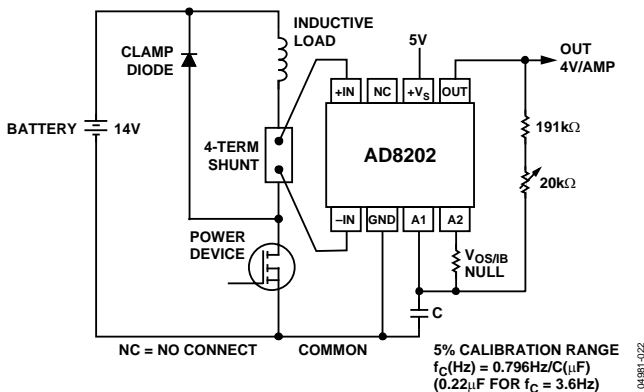 INDUCTIVE
LOAD
CLAMP
DIODE
5V
OUT
4V/AMP
+IN
NC
+VS
OUT
191kΩ
BATTERY
14V
4-TERM
SHUNT
AD8202
20kΩ
–IN
GND
A1
A2
POWER
DEVICE
VOS/IB
NULL
C
NC = NO CONNECT
COMMON
5% CALIBRATION RANGE
fC(Hz) = 0.796Hz/C(μF)
(0.22μF FOR fC = 3.6Hz)
04981-022